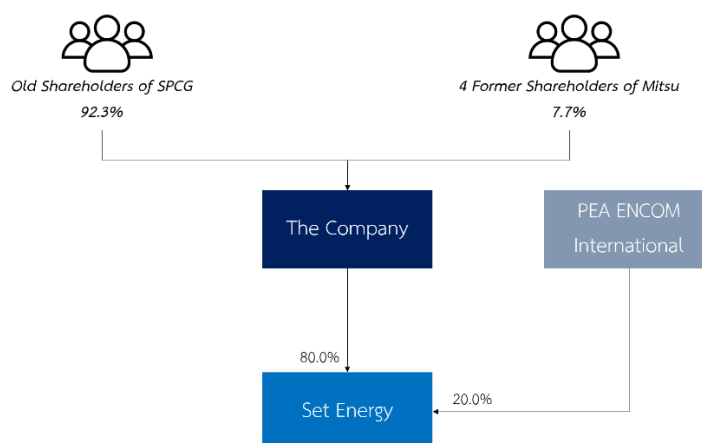 Old Shareholders of SPCG
92.3%
4 Former Shareholders of Mitsu
7.7%
The Company
PEA ENCOM
International
80.0%
Set Energy
20.0%